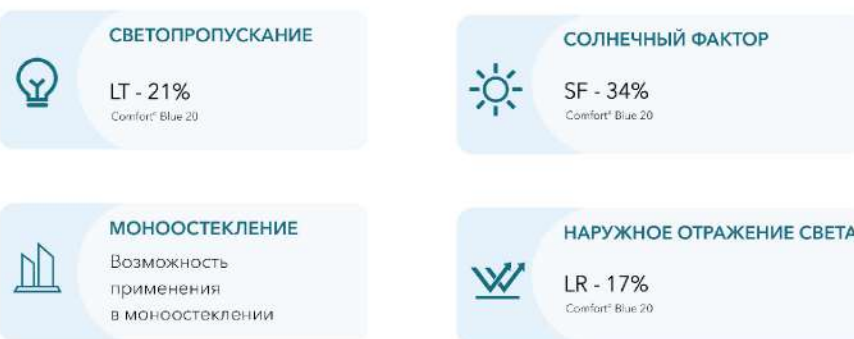 СВЕТОПРОПУСКАНИЕ
LT - 21%
Comfort® Blue 20
СОЛНЕЧНЫЙ ФАКТОР
SF - 34%
Comfort® Blue 20
МОНООСТЕКЛЕНИЕ
Возможность
применения
в моноостеклении
НАРУЖНОЕ ОТРАЖЕНИЕ СВЕТА
LR - 17%
Comfort® Blue 20